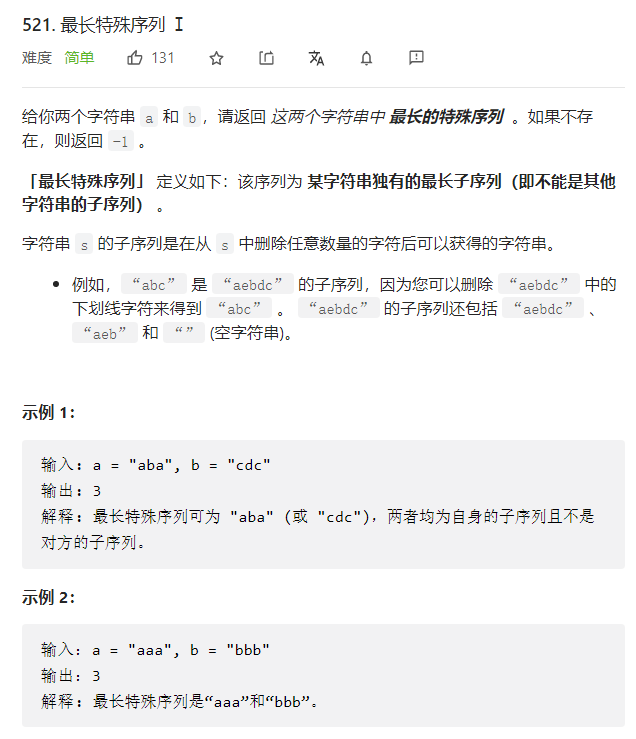 521. 最长特殊序列 Ⅰ
难度 简单 131
给你两个字符串 a 和 b，请返回 这两个字符串中 最长的特殊序列 。如果不存
在，则返回 -1 。
「最长特殊序列」 定义如下：该序列为 某字符串独有的最长子序列（即不能是其他
字符串的子序列） 。
字符串 s 的子序列是在从 s 中删除任意数量的字符后可以获得的字符串。
• 例如，“abc” 是 “aebdc” 的子序列，因为您可以删除 “aebdc” 中的
下划线字符来得到 “abc” 。 “aebdc” 的子序列还包括 “aebdc” 、
“aeb” 和 “” (空字符串)。
示例 1：
输入：a = "aba", b = "cdc"
输出：3
解释：最长特殊序列可为 "aba" (或 "cdc")，两者均为自身的子序列且不是
对方的子序列。
示例 2：
输入：a = "aaa", b = "bbb"
输出：3
解释：最长特殊序列是“aaa”和“bbb”。